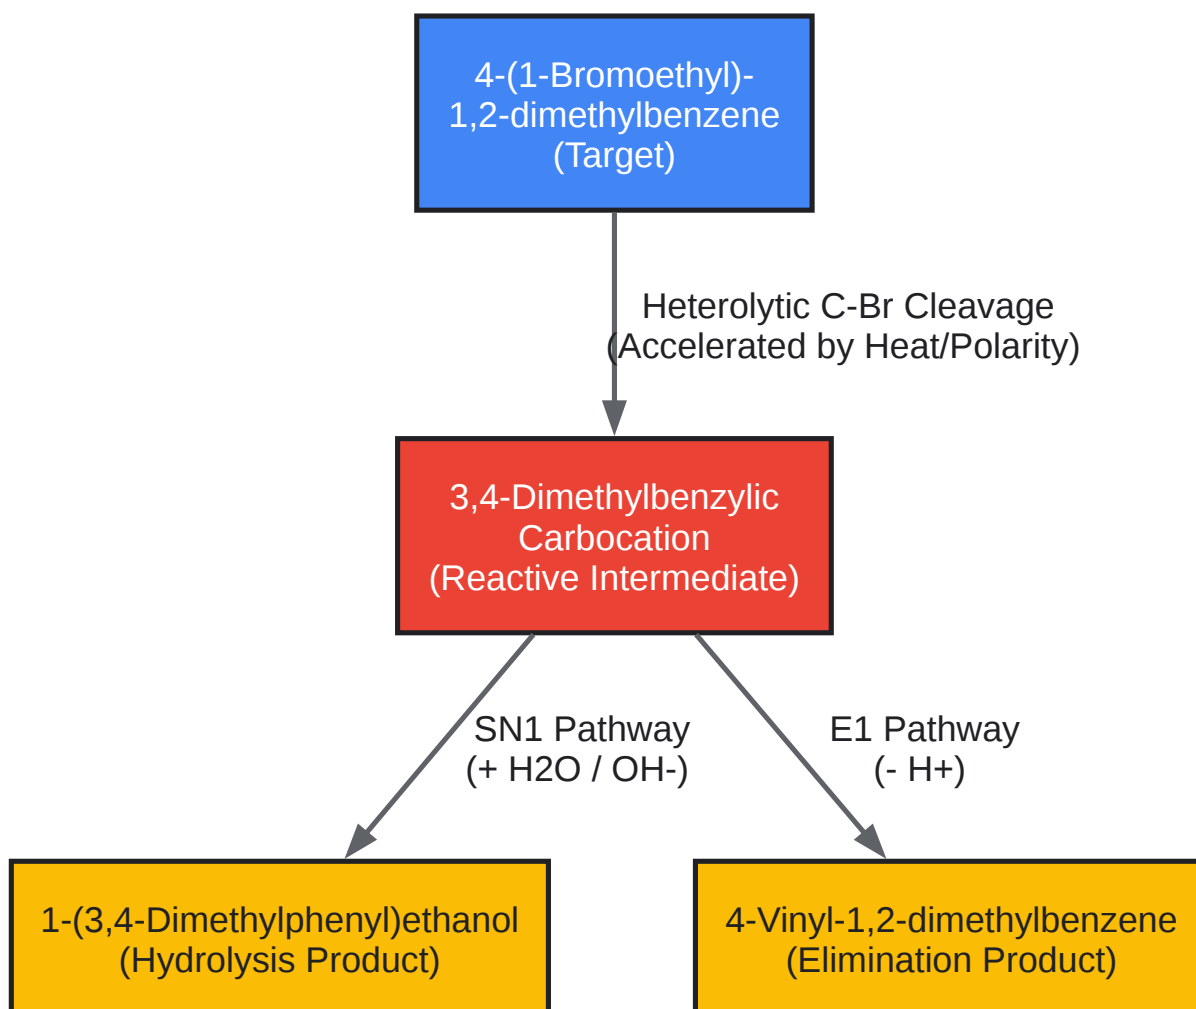 4-(1-Bromoethyl)-
1,2-dimethylbenzene
(Target)
Heterolytic C-Br Cleavage
(Accelerated by Heat/Polarity)
3,4-Dimethylbenzylic
Carbocation
(Reactive Intermediate)
SN1 Pathway
(+ H2O / OH-)
E1 Pathway
(- H+)
1-(3,4-Dimethylphenyl)ethanol
(Hydrolysis Product)
4-Vinyl-1,2-dimethylbenzene
(Elimination Product)